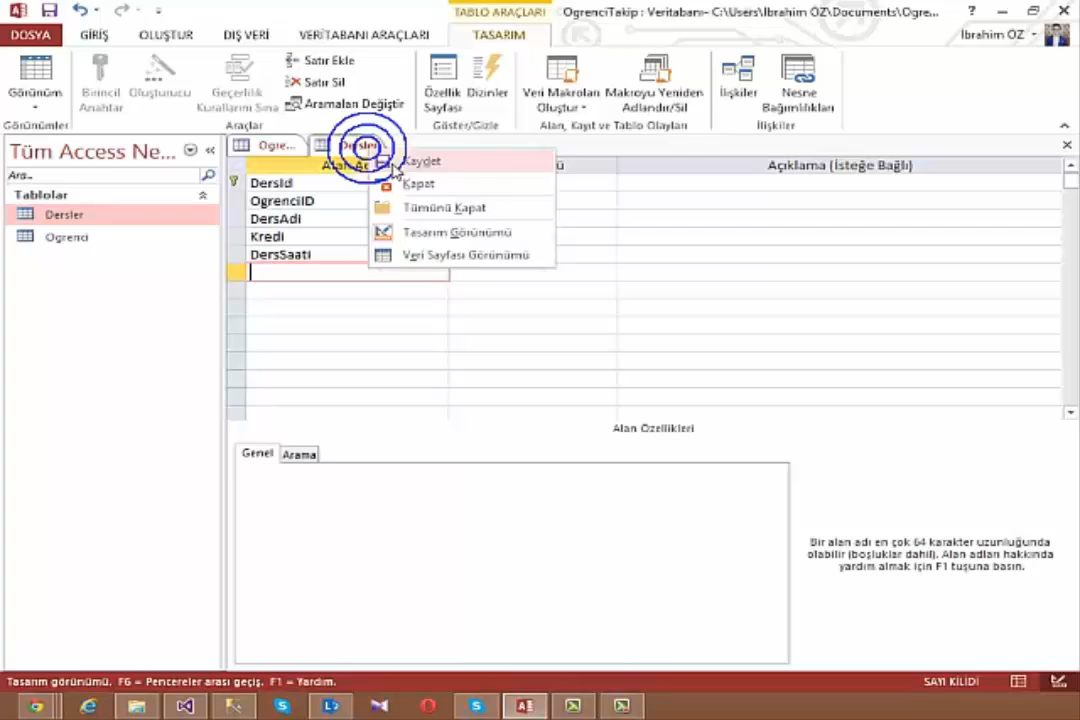 TABLO ARAÇLARI
OgrenciTakip : Veritabanı- C:\Users\İbrahim ÖZ\Documents\Ogre...
DOSYA
GİRİŞ
OLUŞTUR
DIŞ VERİ
VERİTABANI ARAÇLARI
TASARIM
İbrahim ÖZ
Görünüm
Birincil Anahtar
Oluşturucu
Geçerlilik Kurallarını Sına
Satır Ekle
Satır Sil
Aramaları Değiştir
Özellik Sayfası
Dizinler
Veri Makroları Oluştur
Makroyu Yeniden Adlandır/Sil
İlişkiler
Nesne Bağımlılıkları
Görünümler
Araçlar
Göster/Gizle
Alan, Kayıt ve Tablo Olayları
İlişkiler
Tüm Access Ne...
Ara...
Tablolar
Dersler
Ogrenci
Ogre...
Dersler
Alan A
ü
Açıklama (İsteğe Bağlı)
DersId
OgrenciID
DersAdi
Kredi
DersSaati
Kaydet
Kapat
Tümünü Kapat
Tasarım Görünümü
Veri Sayfası Görünümü
Alan Özellikleri
Genel
Arama
Bir alan adı en çok 64 karakter uzunluğunda
olabilir (boşluklar dahil). Alan adları hakkında
yardım almak için F1 tuşuna basın.
Tasarım görünümü. F6 = Pencereler arası geçiş. F1 = Yardım.
SAYI KİLİDİ